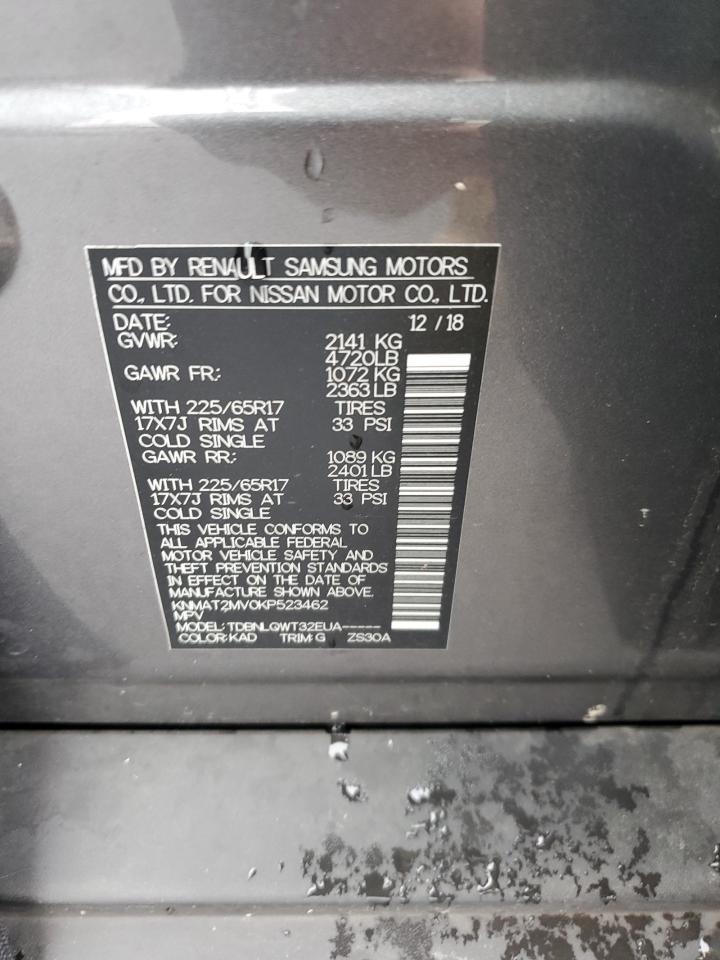 MFD BY RENAULT SAMSUNG MOTORS
CO., LTD. FOR NISSAN MOTOR CO., LTD.
DATE: 12 / 18
GVWR: 2141 KG
4720LB
GAWR FR: 1072 KG
2363 LB
WITH 225/65R17 TIRES
17X7J RIMS AT 33 PSI
COLD SINGLE
GAWR RR: 1089 KG
2401 LB
WITH 225/65R17 TIRES
17X7J RIMS AT 33 PSI
COLD SINGLE
THIS VEHICLE CONFORMS TO
ALL APPLICABLE FEDERAL
MOTOR VEHICLE SAFETY AND
THEFT PREVENTION STANDARDS
IN EFFECT ON THE DATE OF
MANUFACTURE SHOWN ABOVE.
KNMAT2MV0KP523462
MPV
MODEL: TDBNLQWT32EUA-----
COLOR: KAD TRIM: G ZS30A